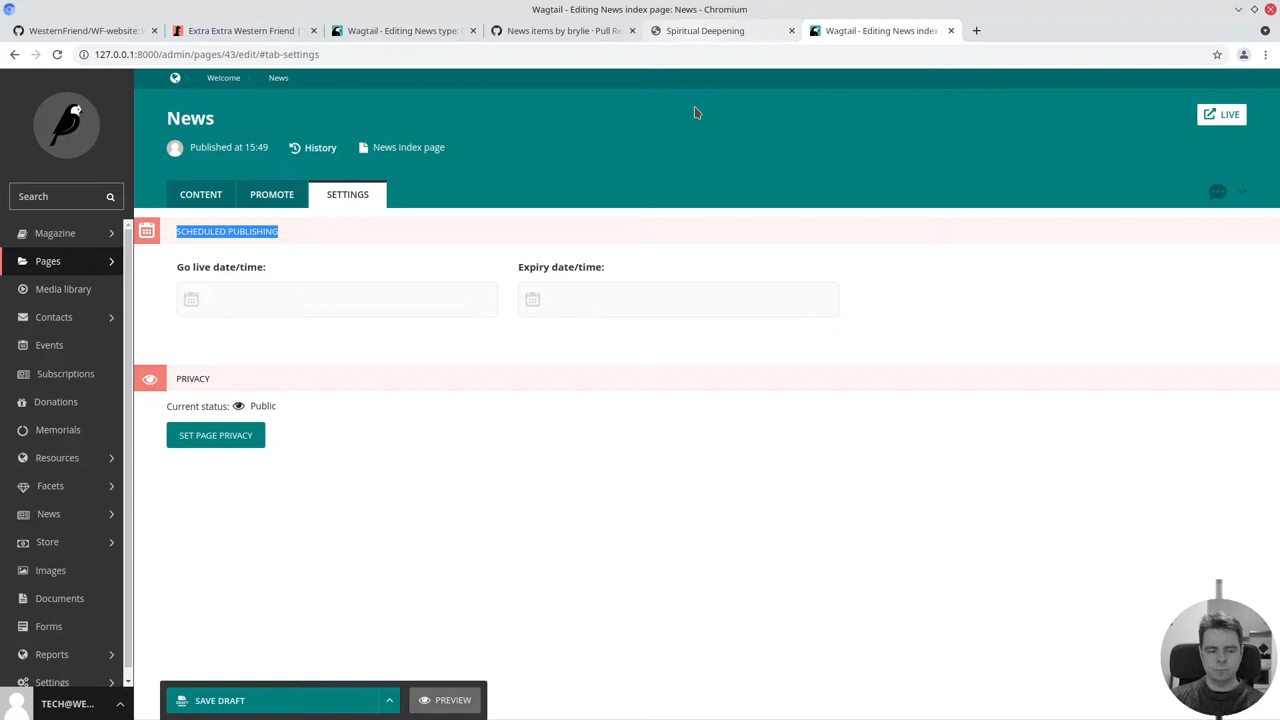 Wagtail - Editing News index page: News - Chromium
WesternFriend/WF-website:
Extra Extra Western Friend |
Wagtail - Editing News type:
News items by brylie · Pull Re
Spiritual Deepening
Wagtail - Editing News index
127.0.0.1:8000/admin/pages/43/edit/#tab-settings
Welcome
News
News
LIVE
Published at 15:49
History
News index page
Search
CONTENT
PROMOTE
SETTINGS
SCHEDULED PUBLISHING
Go live date/time:
Expiry date/time:
PRIVACY
Current status:
Public
SET PAGE PRIVACY
Magazine
Pages
Media library
Contacts
Events
Subscriptions
Donations
Memorials
Resources
Facets
News
Store
Images
Documents
Forms
Reports
Settings
TECH@WE...
DRAFT
SAVE DRAFT
PREVIEW